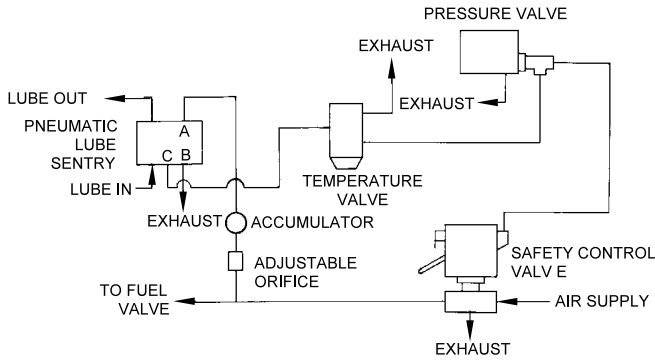 PRESSURE VALVE
EXHAUST
LUBE OUT
EXHAUST
PNEUMATIC
LUBE
SENTRY
A
C B
LUBE IN
TEMPERATURE
VALVE
EXHAUST
ACCUMULATOR
ADJUSTABLE
ORIFICE
SAFETY CONTROL
VALV E
TO FUEL
VALVE
AIR SUPPLY
EXHAUST